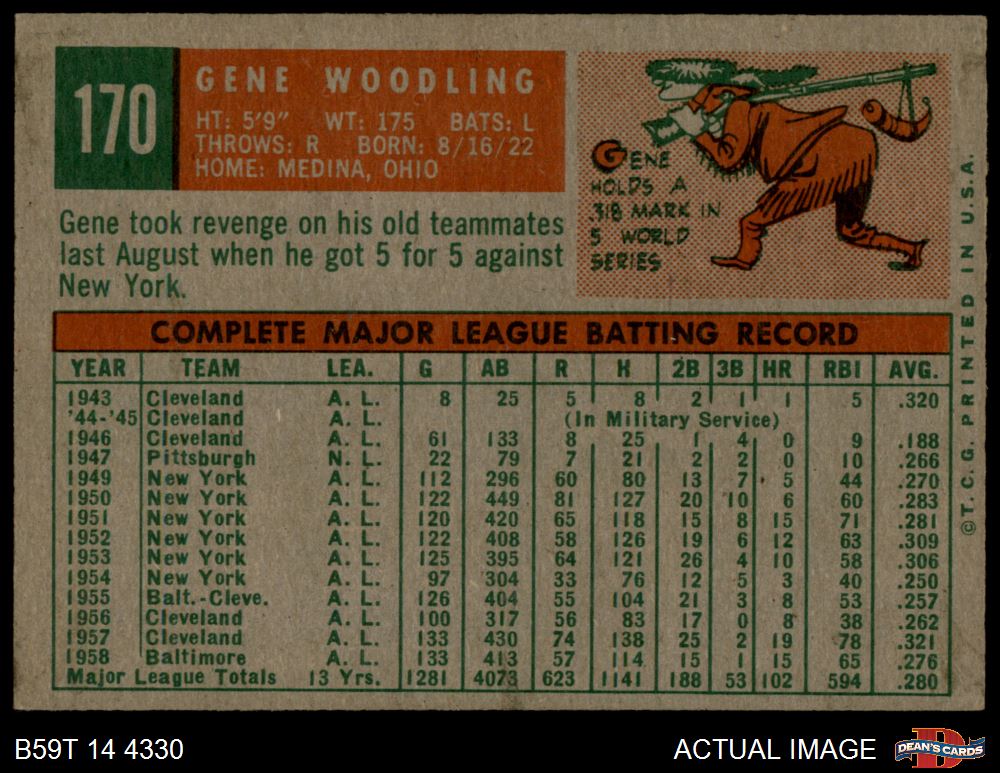 170
GENE WOODLING
HT: 5'9" WT: 175 BATS: L
THROWS: R BORN: 8/16/22
HOME: MEDINA, OHIO
Gene took revenge on his old teammates
last August when he got 5 for 5 against
New York.
GENE
HOLDS A
.318 MARK IN
5 WORLD
SERIES
COMPLETE MAJOR LEAGUE BATTING RECORD
YEAR TEAM LEA. G AB R H 2B 3B HR RBI AVG.
1943 Cleveland A. L. 8 25 5 8 2 1 1 5 .320
'44-'45 Cleveland A. L. (In Military Service)
1946 Cleveland A. L. 61 133 8 25 1 4 0 9 .188
1947 Pittsburgh N. L. 22 79 7 21 2 2 0 10 .266
1949 New York A. L. 112 296 60 80 13 7 5 44 .270
1950 New York A. L. 122 449 81 127 20 10 6 60 .283
1951 New York A. L. 120 420 65 118 15 8 15 71 .281
1952 New York A. L. 122 408 58 126 19 6 12 63 .309
1953 New York A. L. 125 395 64 121 26 4 10 58 .306
1954 New York A. L. 97 304 33 76 12 5 3 40 .250
1955 Balt.-Cleve. A. L. 126 404 55 104 21 3 8 53 .257
1956 Cleveland A. L. 100 317 56 83 17 0 8 38 .262
1957 Cleveland A. L. 133 430 74 138 25 2 19 78 .321
1958 Baltimore A. L. 133 413 57 114 15 1 15 65 .276
Major League Totals 13 Yrs. 1281 4073 623 1141 188 53 102 594 .280
©T.C.G. PRINTED IN U.S.A.
B59T 14 4330
ACTUAL IMAGE
D
DEAN'S CARDS